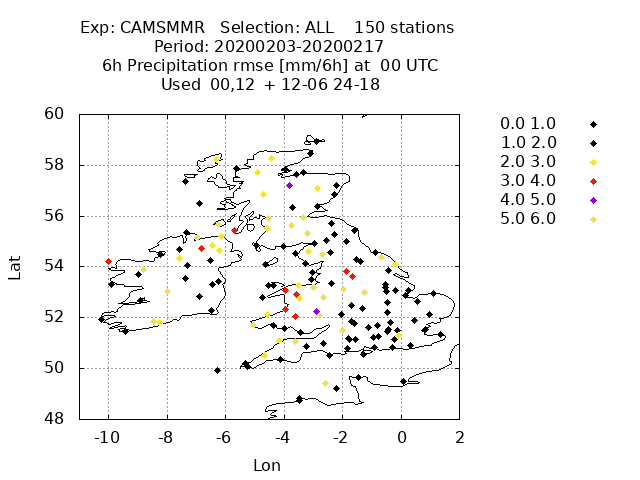 Exp: CAMSMMR   Selection: ALL    150 stations
Period: 20200203-20200217
6h Precipitation rmse [mm/6h] at  00 UTC
Used  00,12  + 12-06 24-18
60
58
56
54
52
50
48
Lat
-10 -8 -6 -4 -2 0 2
Lon
0.0 1.0
1.0 2.0
2.0 3.0
3.0 4.0
4.0 5.0
5.0 6.0